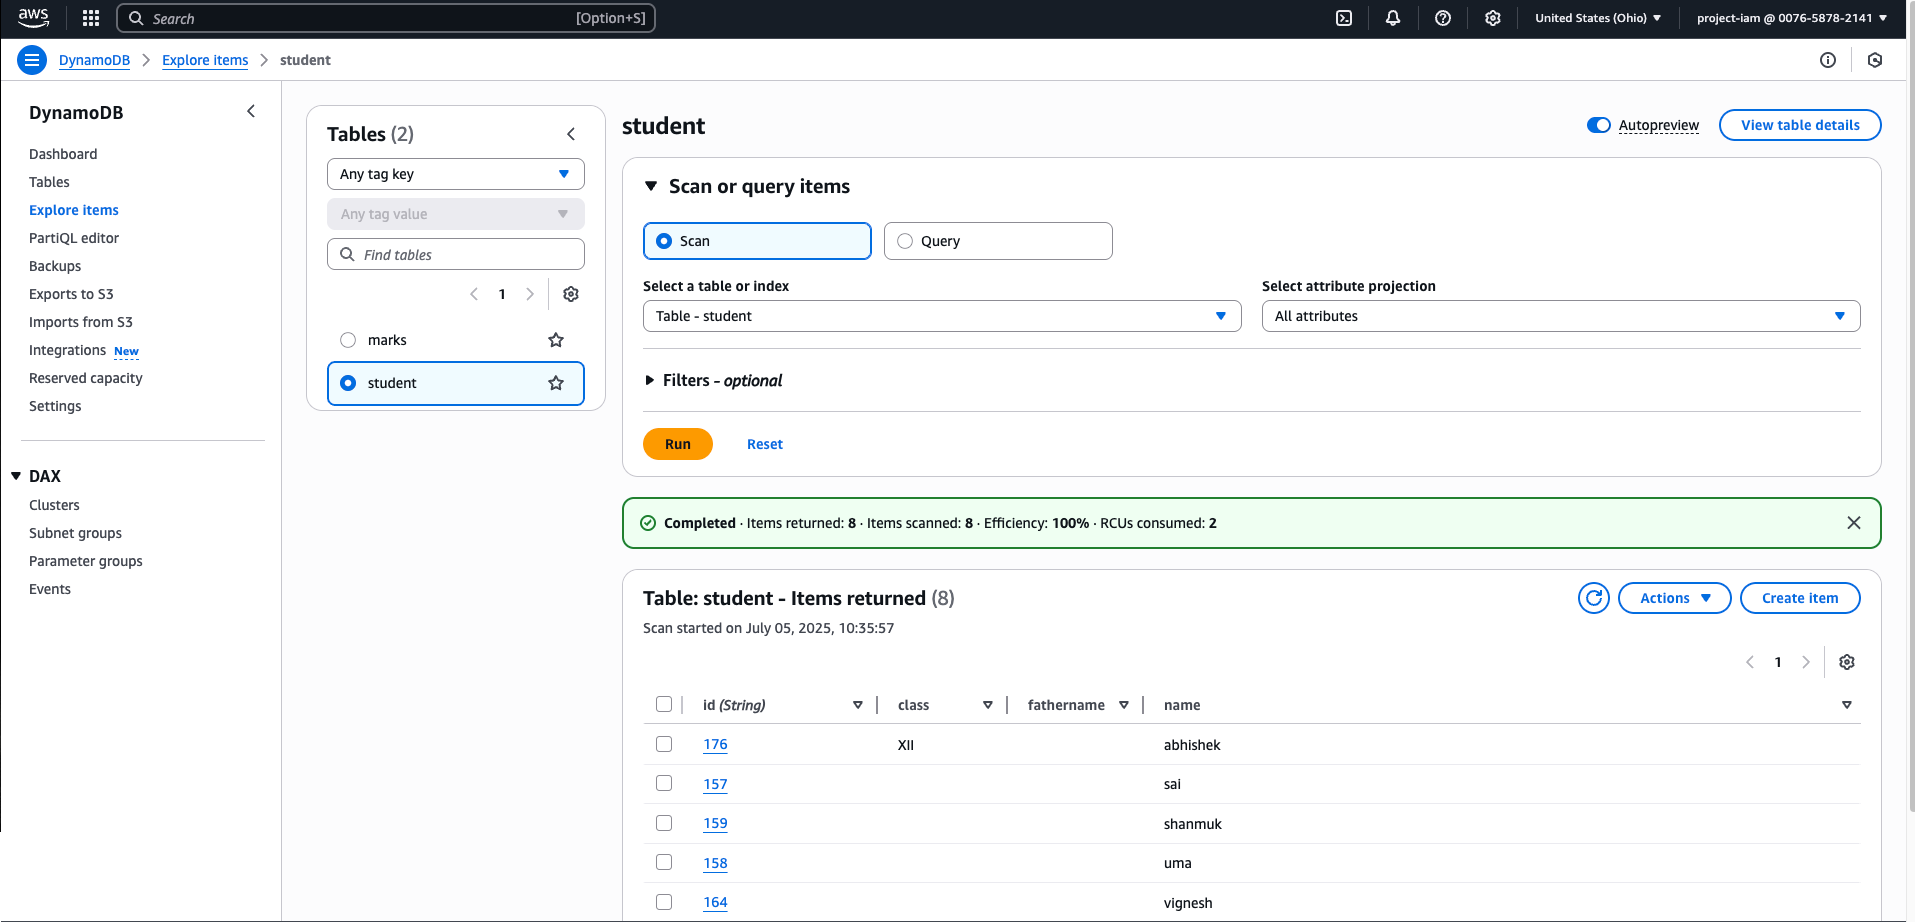 aws
Search [Option+S]
United States (Ohio)
project-iam @ 0076-5878-2141
DynamoDB
Explore items
student
DynamoDB
Dashboard
Tables
Explore items
PartiQL editor
Backups
Exports to S3
Imports from S3
Integrations New
Reserved capacity
Settings
DAX
Clusters
Subnet groups
Parameter groups
Events
Tables (2)
Any tag key
Any tag value
Find tables
1
marks
student
student
Autopreview
View table details
Scan or query items
Scan
Query
Select a table or index
Table - student
Select attribute projection
All attributes
Filters - optional
Run
Reset
Completed · Items returned: 8 · Items scanned: 8 · Efficiency: 100% · RCUs consumed: 2
Table: student - Items returned (8)
Scan started on July 05, 2025, 10:35:57
Actions
Create item
1
id (String) class fathername name
176 XII abhishek
157 sai
159 shanmuk
158 uma
164 vignesh